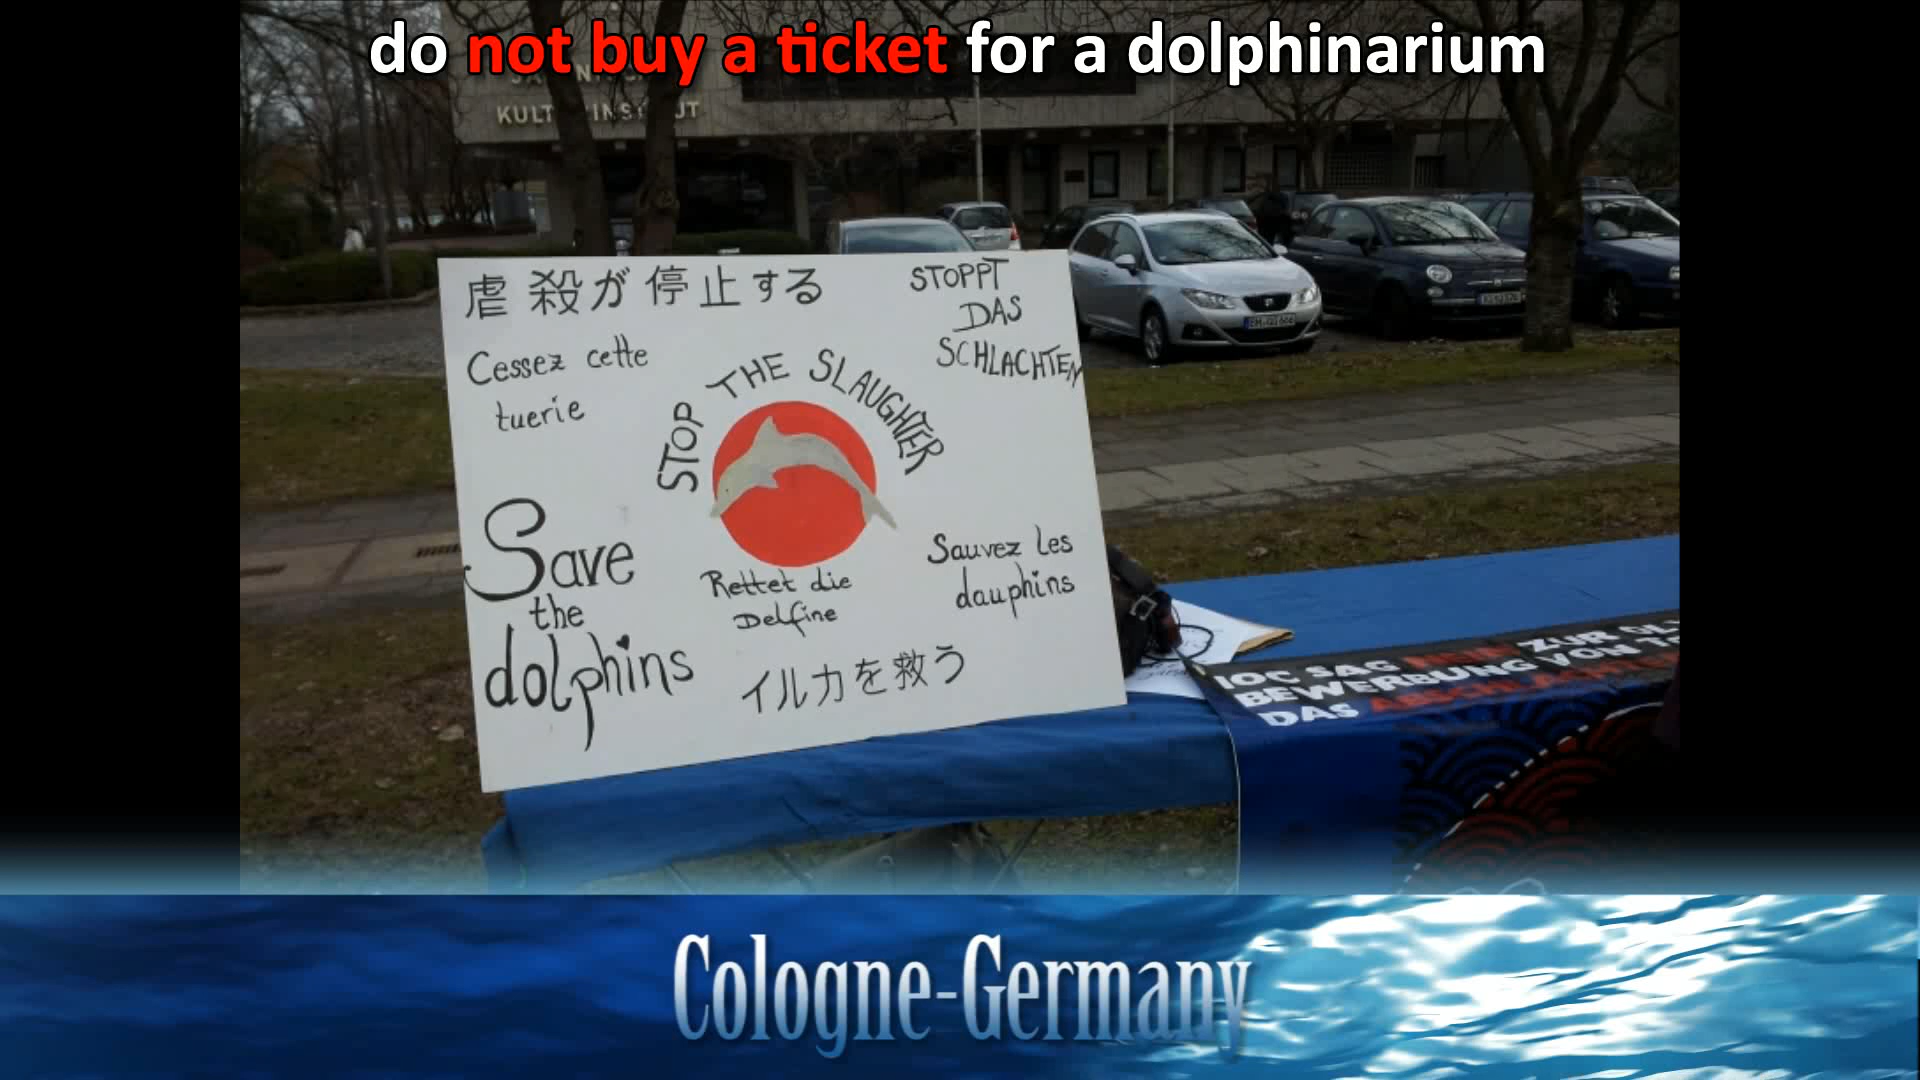 do not buy a ticket for a dolphinarium
虐殺が停止する
STOPPT
DAS
SCHLACHTEN
Cessez cette
tuerie
STOP THE SLAUGHTER
Save
the
dolphins
Rettet die
Delfine
Sauvez les
dauphins
イルカを救う
IOC SAG ZUR
BEWERBUNG VON
DAS
Cologne-Germany